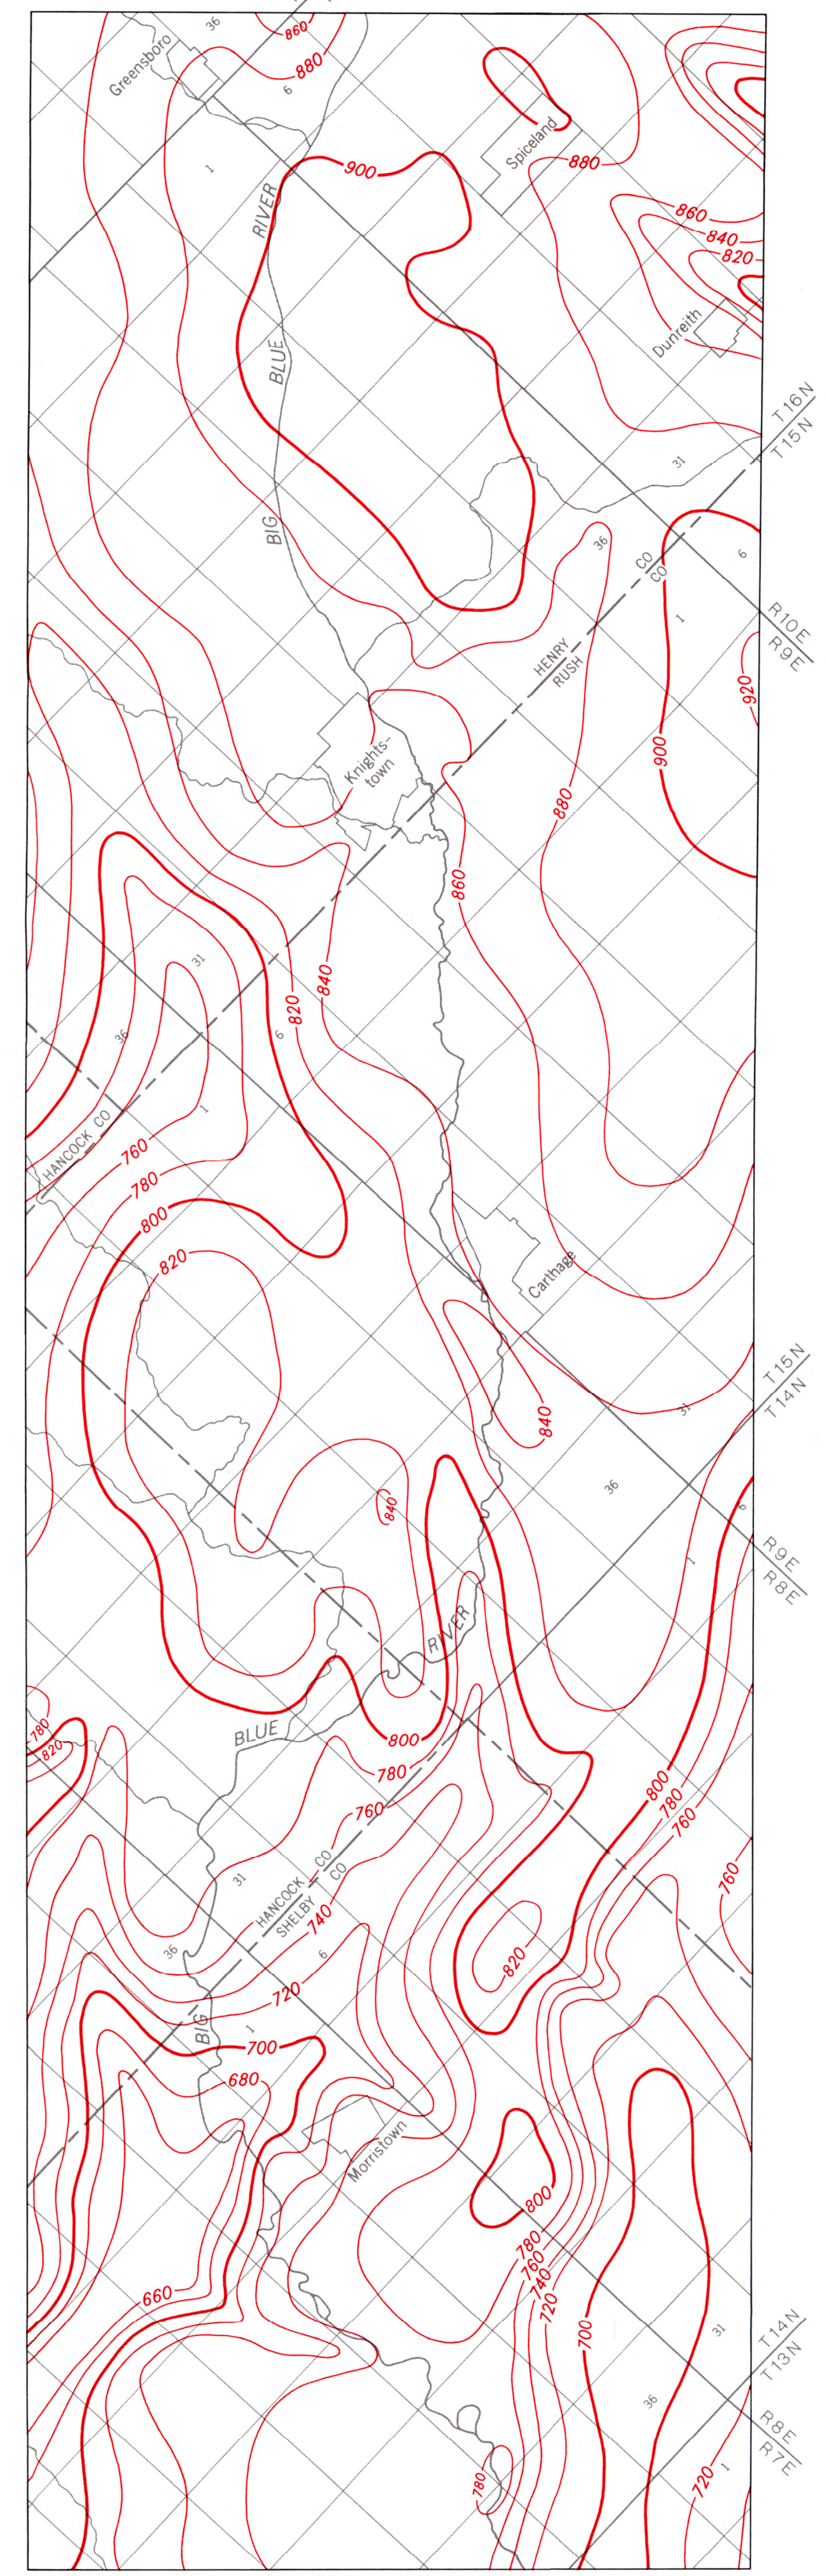 36
860
Greensboro
880
6
Spiceland
1
900
880
RIVER
860
840
820
Dunreith
BLUE
T16N
T15N
31
BIG
36
6
CO
CO
1
R10E
R9E
HENRY
RUSH
920
900
Knights-
town
880
860
31
840
820
36
6
1
HANCOCK CO
760
780
800
820
Carthage
T15N
T14N
31
840
36
840
6
R9E
R8E
1
RIVER
780
820
BLUE
800
780
760
800
780
760
HANCOCK CO
SHELBY CO
31
740
760
36
6
820
720
BIG
1
700
680
Morristown
800
780
760
740
720
660
700
31
T14N
T13N
36
R8E
R7E
780
720
1